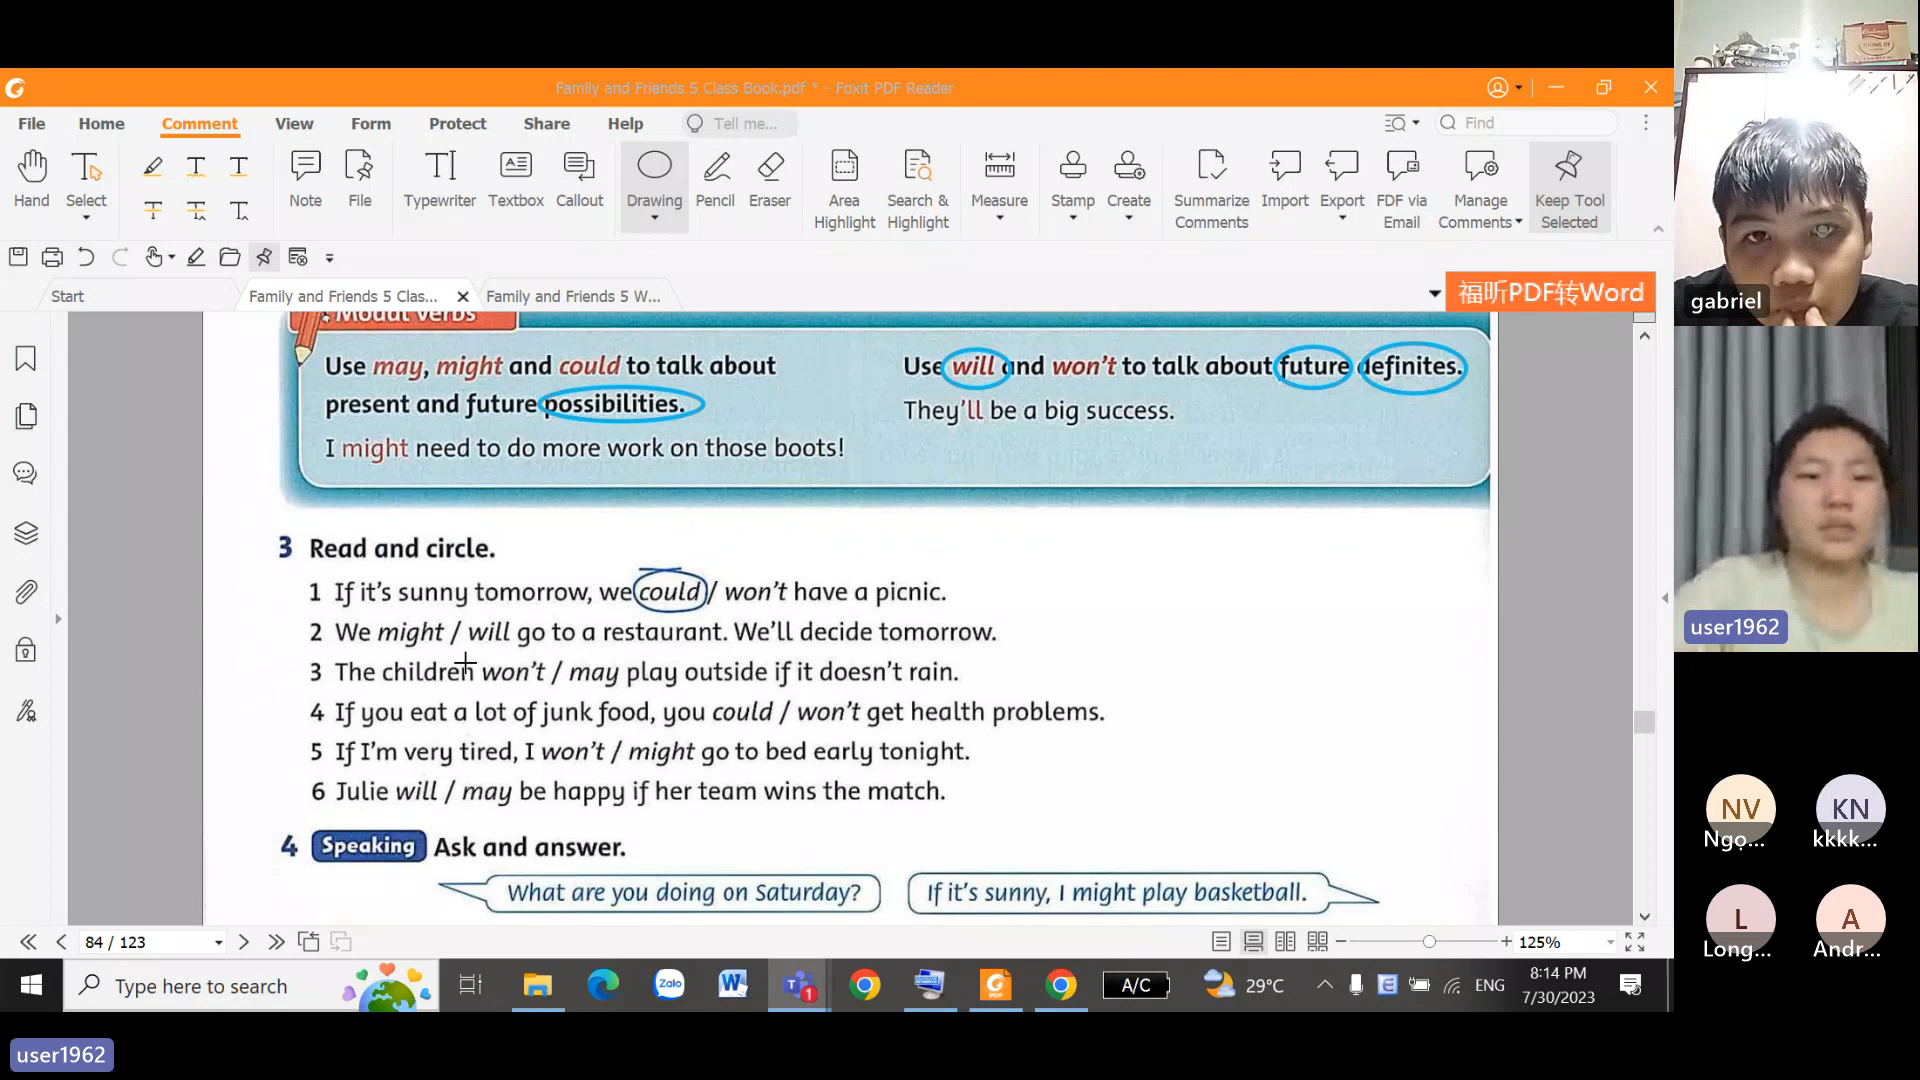 Family and Friends 5 Class Book.pdf * - Foxit PDF Reader
File Home Comment View Form Protect Share Help Tell me... Find
Hand Select Note File Typewriter Textbox Callout Drawing Pencil Eraser Area Highlight Search & Highlight Measure Stamp Create Summarize Comments Import Export FDF via Email Manage Comments Keep Tool Selected
Start Family and Friends 5 Clas... Family and Friends 5 W... 福昕PDF转Word
Modal verbs
Use may, might and could to talk about
present and future possibilities.
I might need to do more work on those boots!
Use will and won't to talk about future definites.
They'll be a big success.
3 Read and circle.
1 If it's sunny tomorrow, we could / won't have a picnic.
2 We might / will go to a restaurant. We'll decide tomorrow.
3 The children won't / may play outside if it doesn't rain.
4 If you eat a lot of junk food, you could / won't get health problems.
5 If I'm very tired, I won't / might go to bed early tonight.
6 Julie will / may be happy if her team wins the match.
4 Speaking Ask and answer.
What are you doing on Saturday? If it's sunny, I might play basketball.
84 / 123 125%
Type here to search Zalo 1 A/C 29°C ENG 8:14 PM
7/30/2023
user1962
gabriel
user1962
NV KN
Ngọ... kkkk...
L A
Long... Andr...